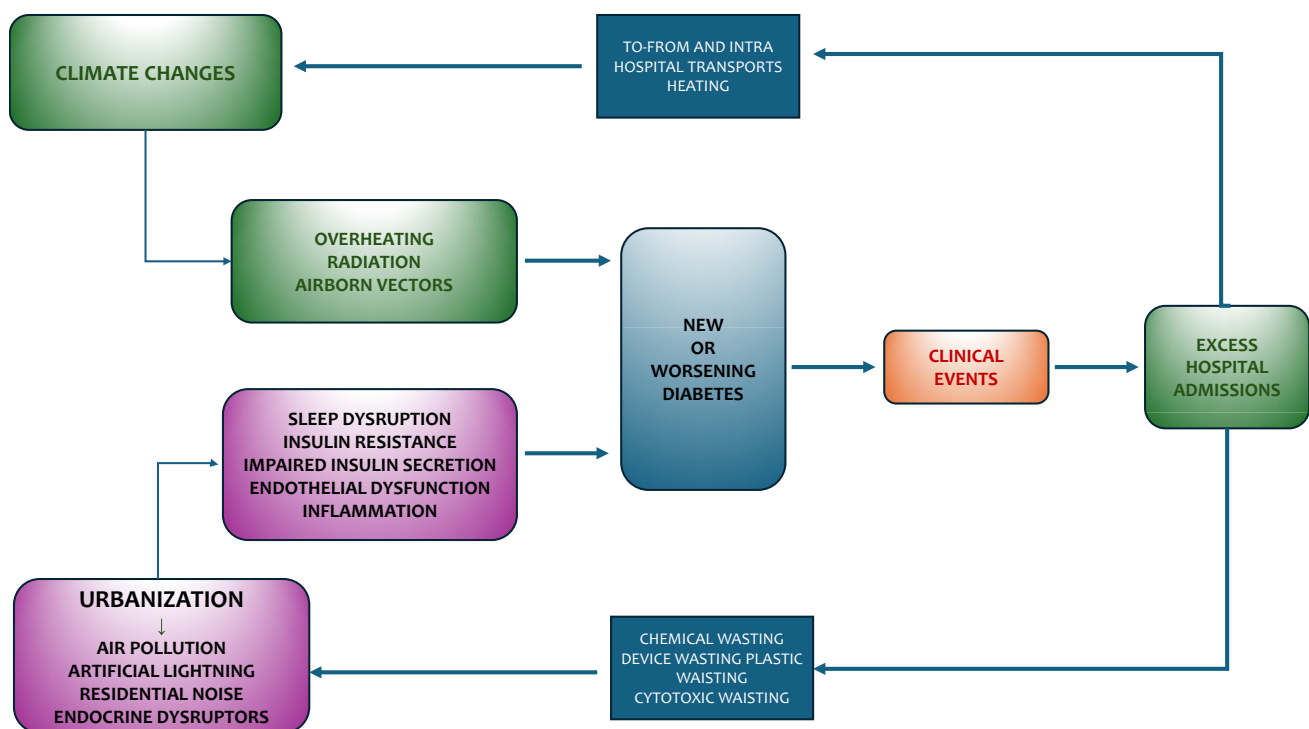 CLIMATE CHANGES
TO-FROM AND INTRA
HOSPITAL TRANSPORTS
HEATING
OVERHEATING
RADIATION
AIRBORN VECTORS
NEW
OR
WORSENING
DIABETES
CLINICAL
EVENTS
EXCESS
HOSPITAL
ADMISSIONS
SLEEP DYSRUPTION
INSULIN RESISTANCE
IMPAIRED INSULIN SECRETION
ENDOTHELIAL DYSFUNCTION
INFLAMMATION
URBANIZATION
↓
AIR POLLUTION
ARTIFICIAL LIGHTNING
RESIDENTIAL NOISE
ENDOCRINE DYSRUPTORS
CHEMICAL WASTING
DEVICE WASTING PLASTIC
WAISTING
CYTOTOXIC WAISTING